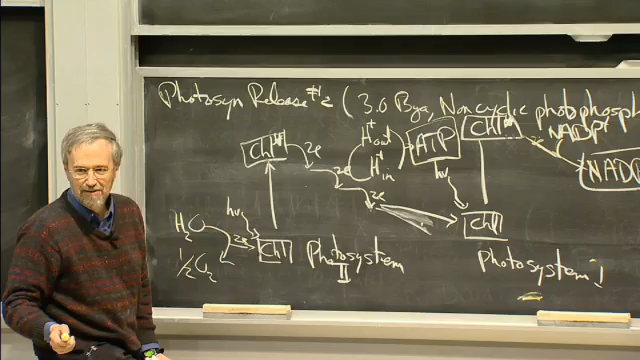 Photosyn Release #2 (3.0 Bya, Noncyclic photophosph
Chl* 2e H+ out ATP Chl* NADP+
H+ in
2e
2e
hν NADP
H2O hν
2e Chl Chl
1/2 O2 Photosystem II Photosystem I